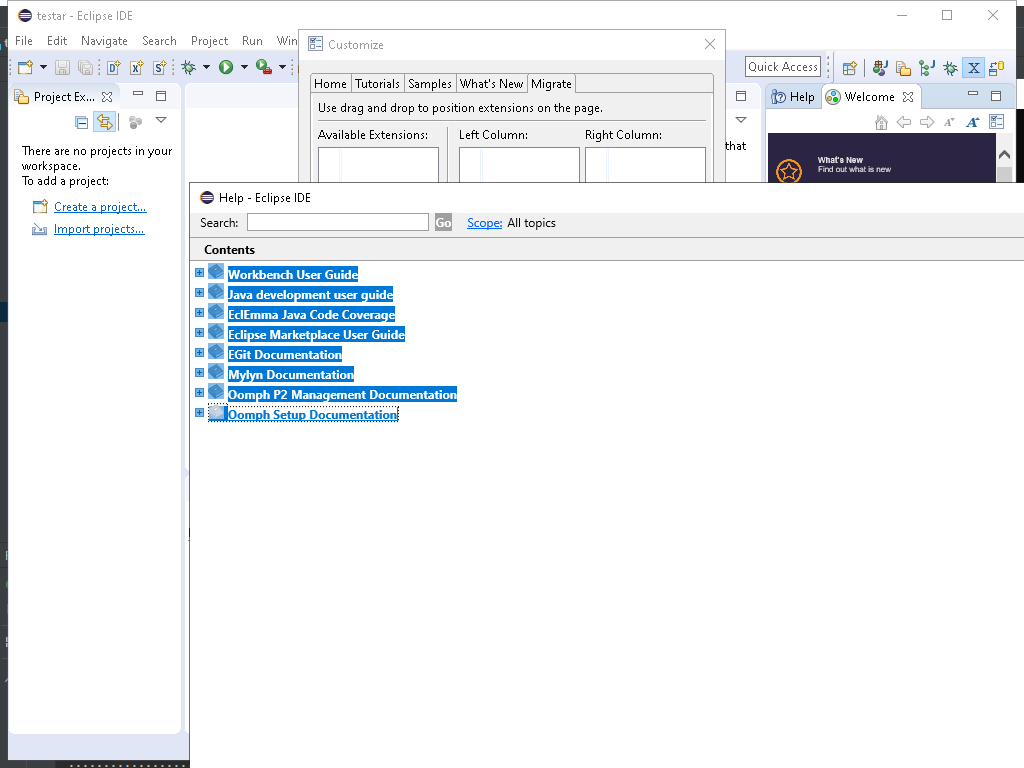 testar - Eclipse IDE
File Edit Navigate Search Project Run Win
Customize
Quick Access
Project Ex...
There are no projects in your
workspace.
To add a project:
Create a project...
Import projects...
Home Tutorials Samples What's New Migrate
Use drag and drop to position extensions on the page.
Available Extensions: Left Column: Right Column:
that
Help Welcome
What's New
Find out what is new
Help - Eclipse IDE
Search: Go Scope: All topics
Contents
Workbench User Guide
Java development user guide
EclEmma Java Code Coverage
Eclipse Marketplace User Guide
EGit Documentation
Mylyn Documentation
Oomph P2 Management Documentation
Oomph Setup Documentation